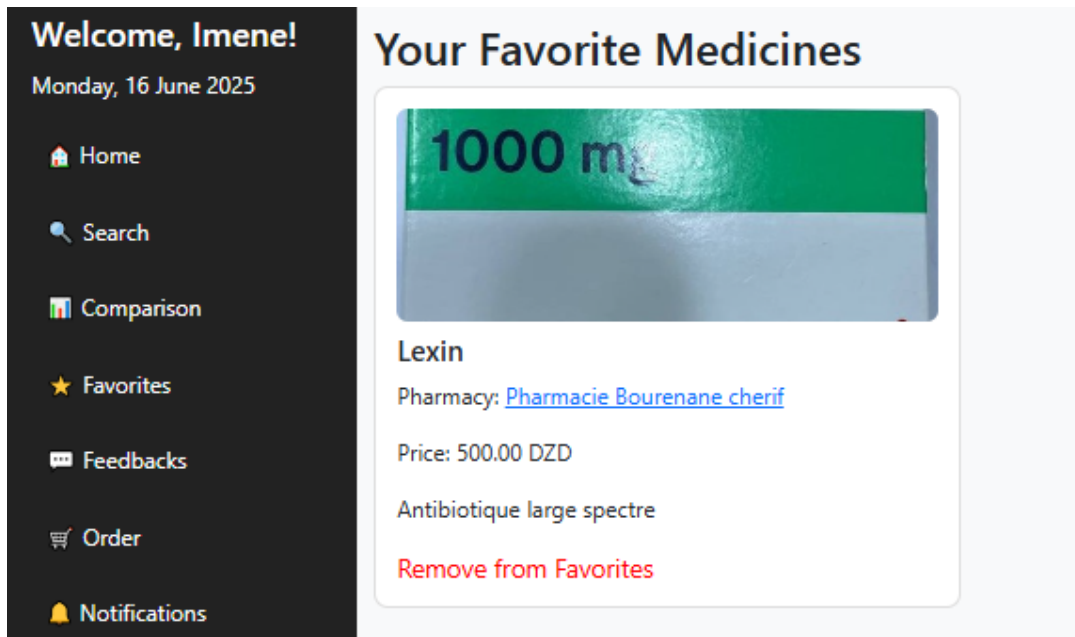 Welcome, Imene!
Monday, 16 June 2025
Home
Search
Comparison
Favorites
Feedbacks
Order
Notifications
Your Favorite Medicines
1000 mg
Lexin
Pharmacy: Pharmacie Bourenane cherif
Price: 500.00 DZD
Antibiotique large spectre
Remove from Favorites